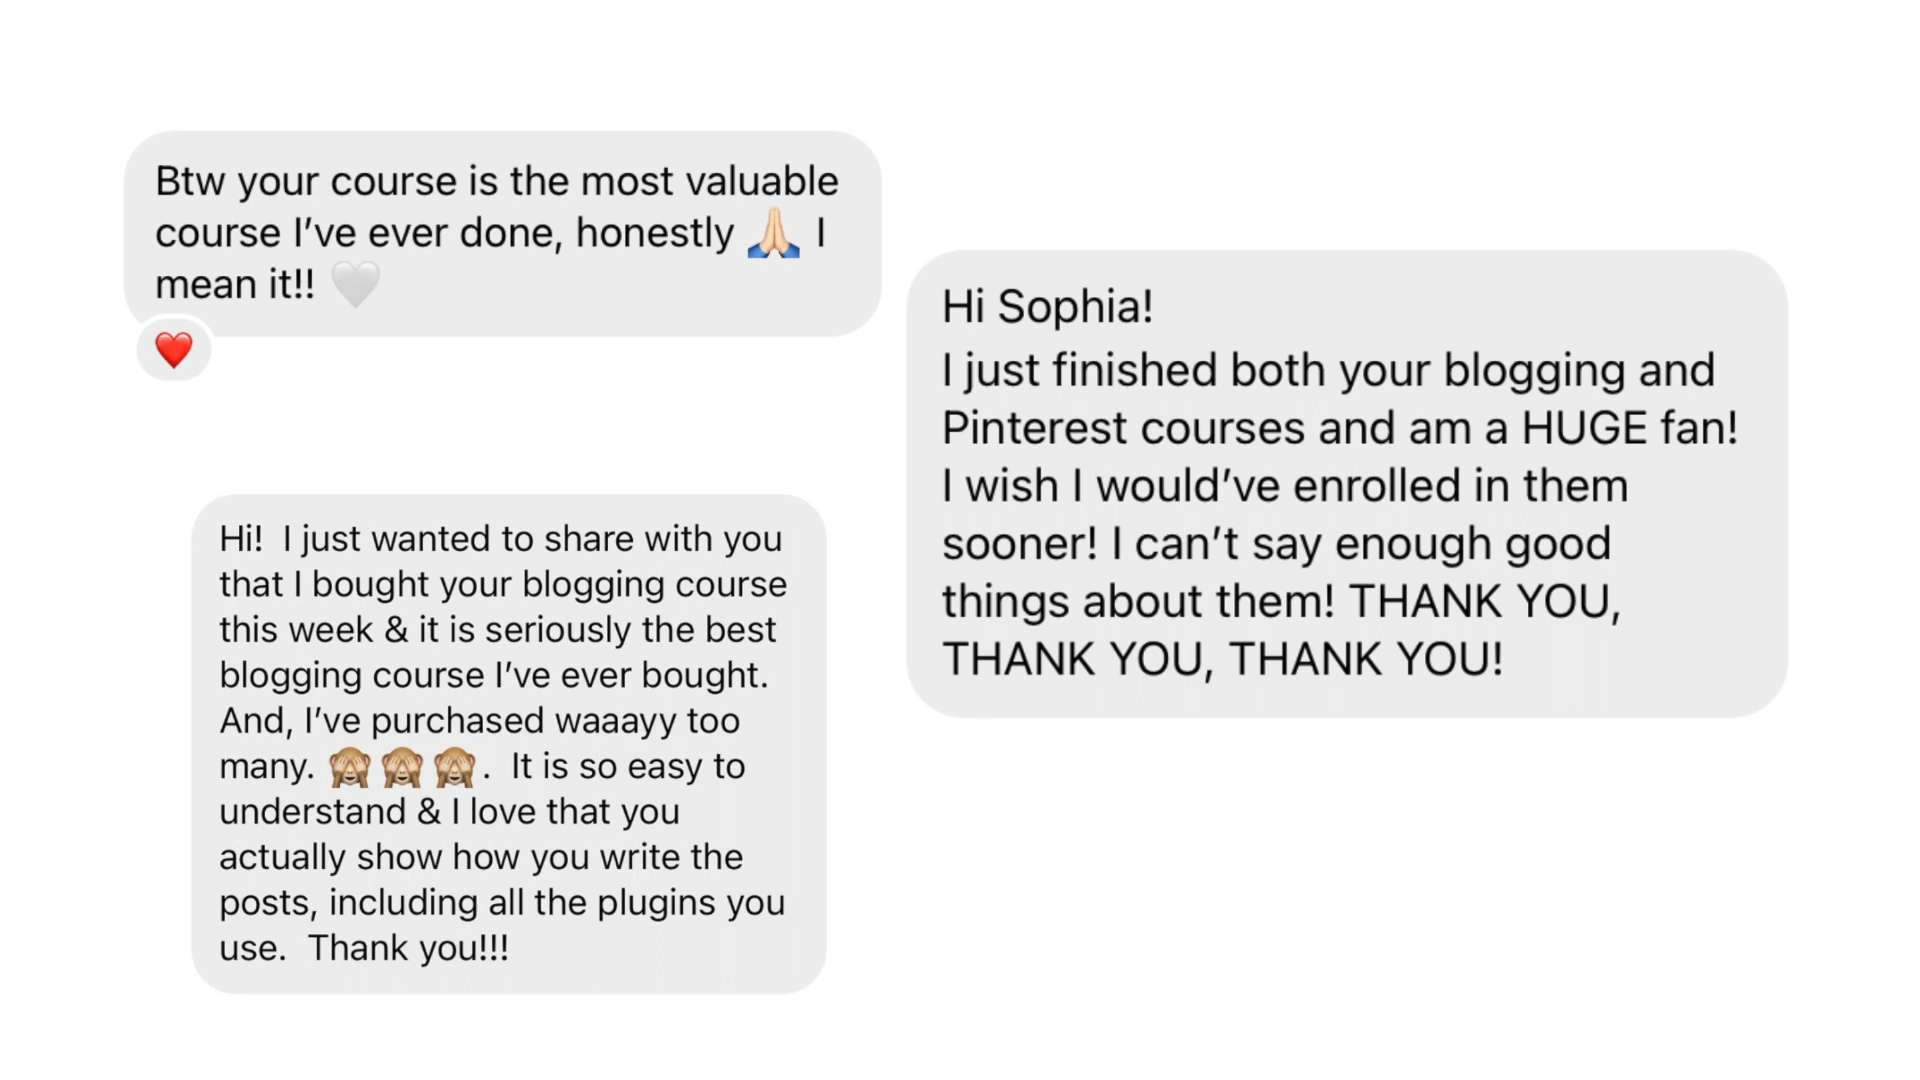 Btw your course is the most valuable
course I’ve ever done, honestly 🙏🏻 I
mean it!! 🤍
❤️
Hi!  I just wanted to share with you
that I bought your blogging course
this week & it is seriously the best
blogging course I’ve ever bought.
And, I’ve purchased waaayy too
many. 🙈🙈🙈.  It is so easy to
understand & I love that you
actually show how you write the
posts, including all the plugins you
use.  Thank you!!!
Hi Sophia!
I just finished both your blogging and
Pinterest courses and am a HUGE fan!
I wish I would’ve enrolled in them
sooner! I can’t say enough good
things about them! THANK YOU,
THANK YOU, THANK YOU!